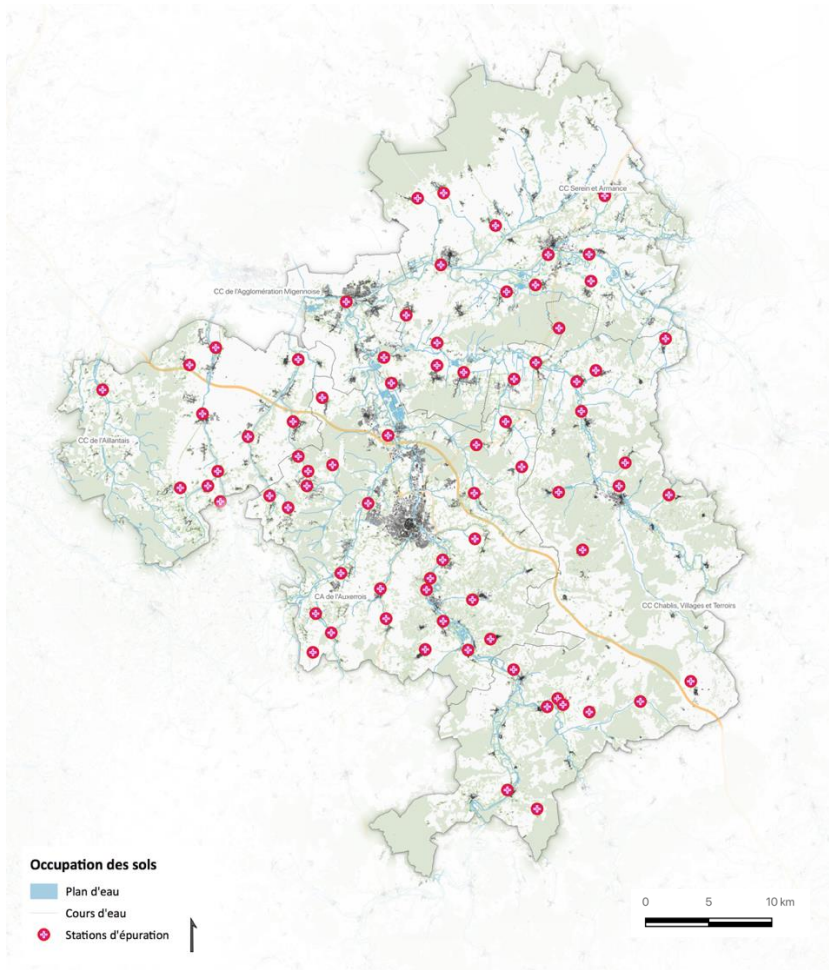 CC Serein et Armance
CC de l'Agglomération Migennoise
CC de l'Aillantais
CA de l'Auxerrois
CC Chablis, Villages et Terroirs
Occupation des sols
Plan d'eau
Cours d'eau
Stations d'épuration
0 5 10 km